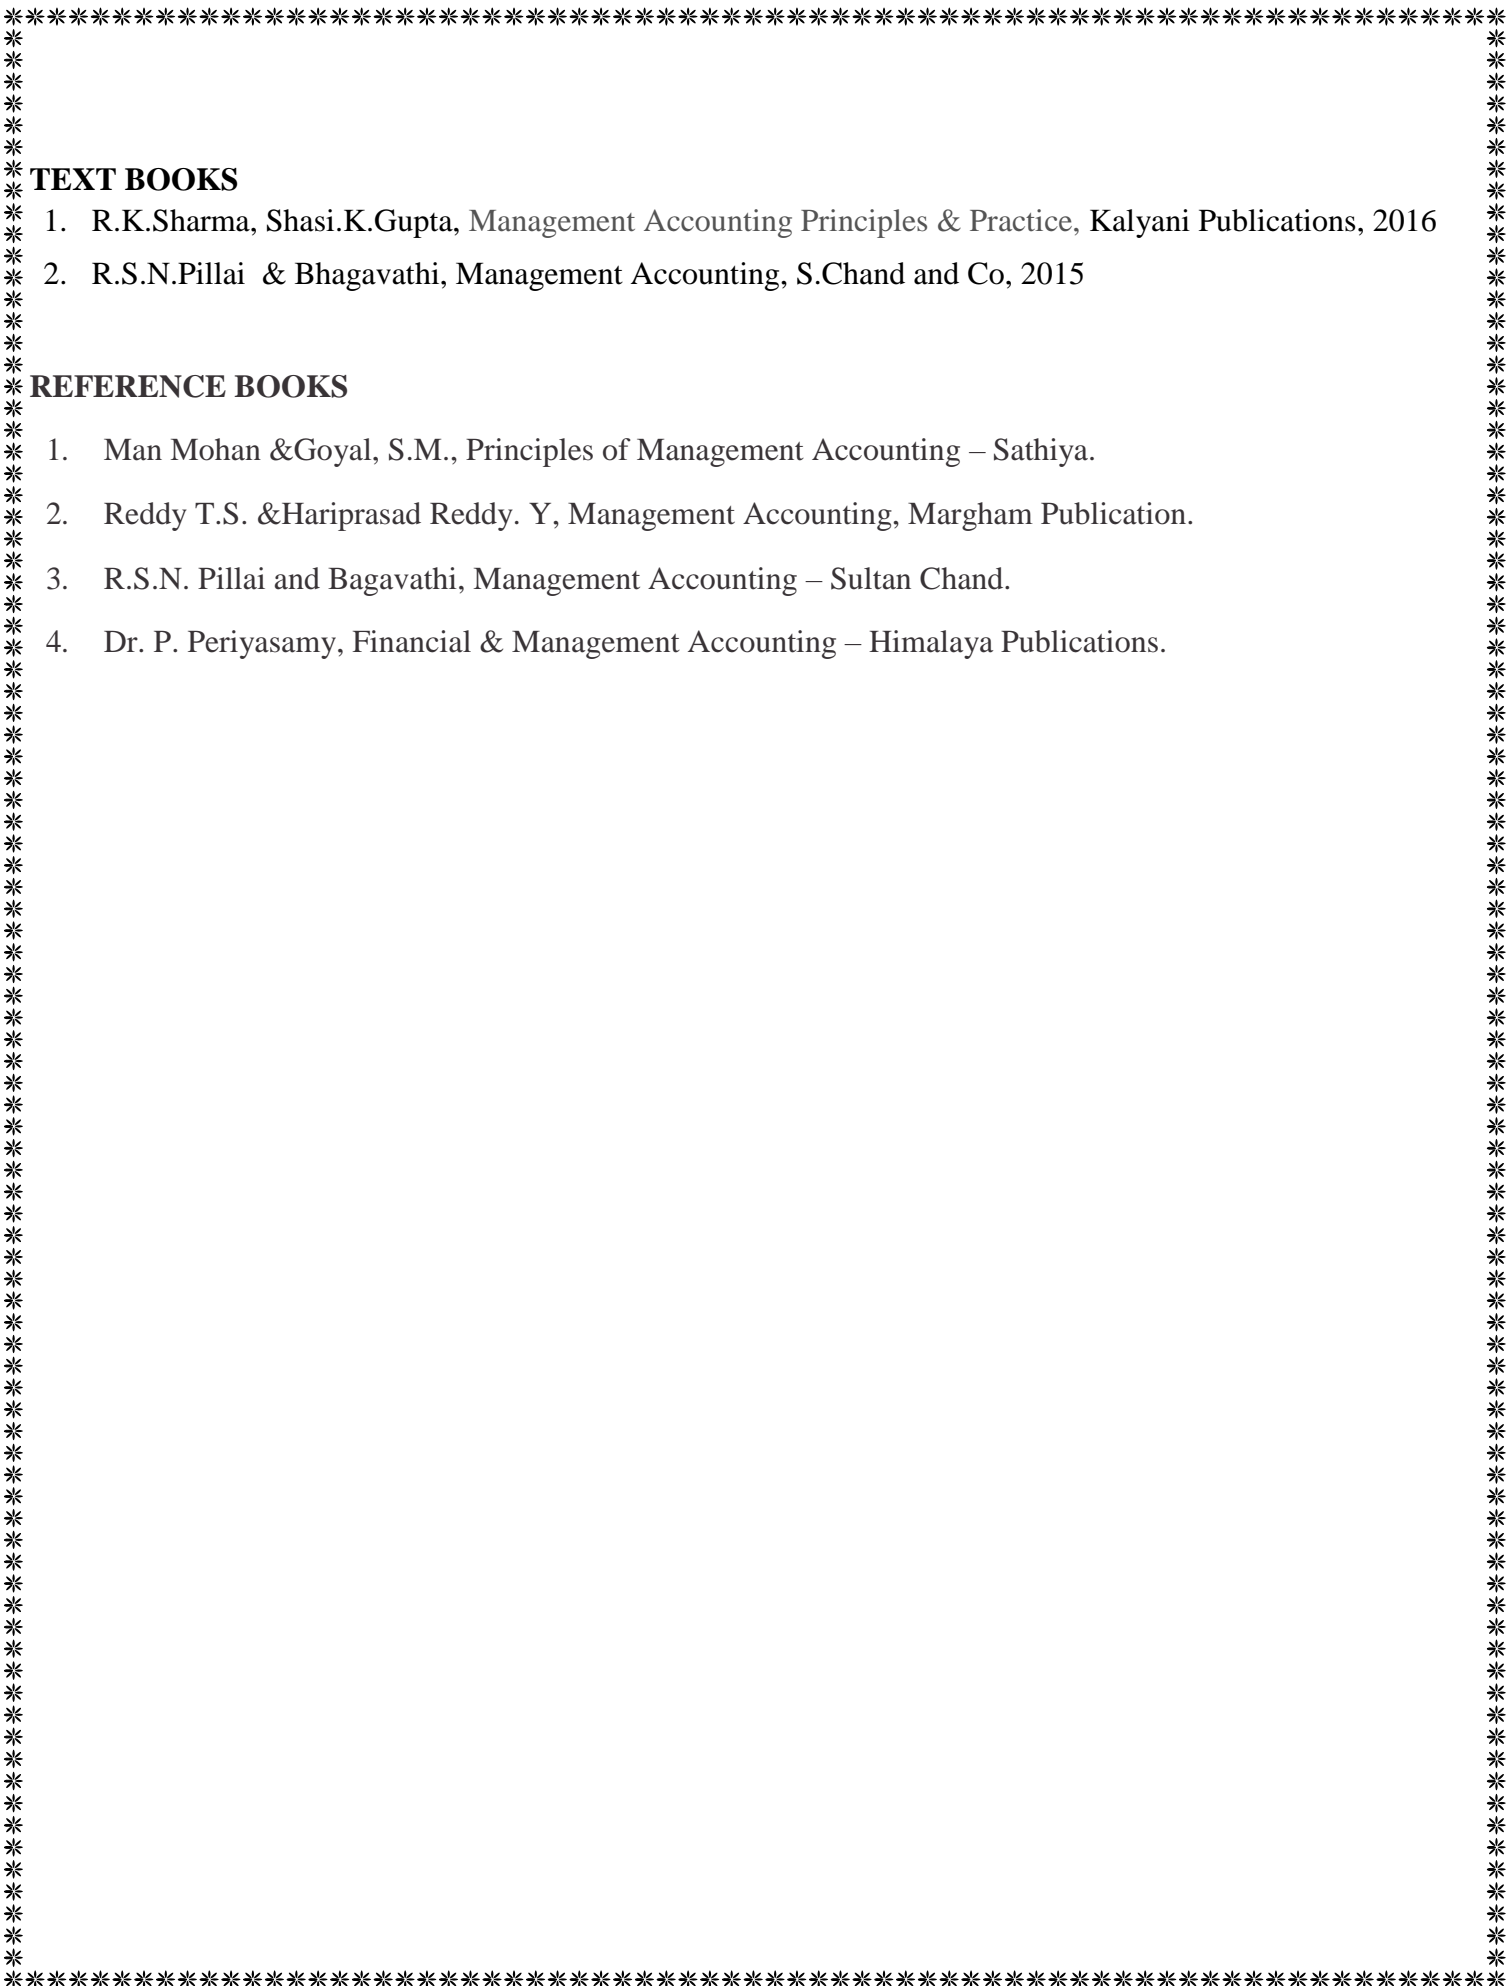 TEXT BOOKS
1. R.K.Sharma, Shasi.K.Gupta, Management Accounting Principles & Practice, Kalyani Publications, 2016
2. R.S.N.Pillai & Bhagavathi, Management Accounting, S.Chand and Co, 2015
REFERENCE BOOKS
1. Man Mohan &Goyal, S.M., Principles of Management Accounting – Sathiya.
2. Reddy T.S. &Hariprasad Reddy. Y, Management Accounting, Margham Publication.
3. R.S.N. Pillai and Bagavathi, Management Accounting – Sultan Chand.
4. Dr. P. Periyasamy, Financial & Management Accounting – Himalaya Publications.